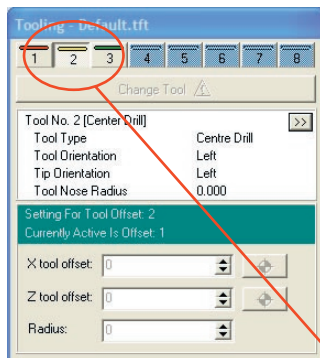 Tooling - Default.tft
1 2 3 4 5 6 7 8
Change Tool
Tool No. 2 [Center Drill] >>
Tool Type Centre Drill
Tool Orientation Left
Tip Orientation Left
Tool Nose Radius 0.000
Setting For Tool Offset: 2
Currently Active Is Offset: 1
X tool offset: 0
Z tool offset: 0
Radius: 0